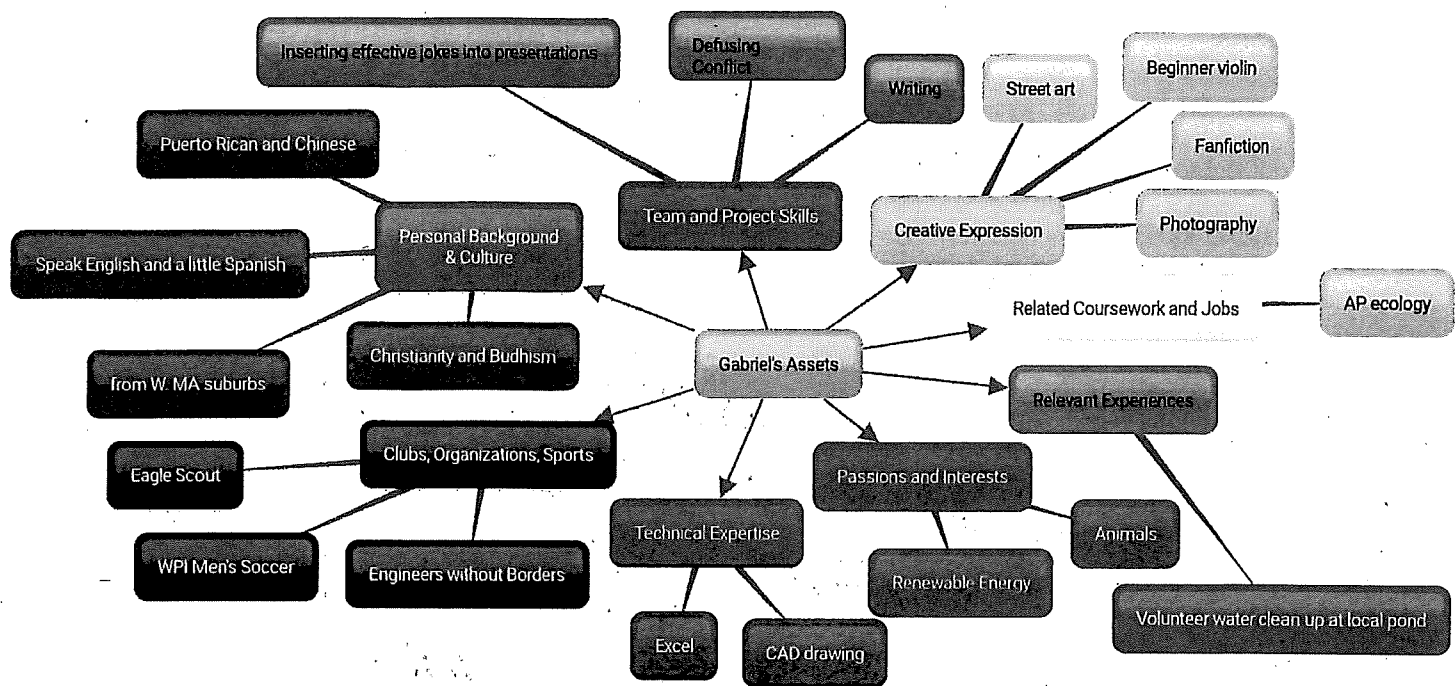 Inserting effective jokes into presentations
Defusing
Conflict
Writing
Street art
Beginner violin
Fanfiction
Photography
Puerto Rican and Chinese
Personal Background
& Culture
Team and Project Skills
Creative Expression
Speak English and a little Spanish
Related Coursework and Jobs
AP ecology
from W. MA suburbs
Christianity and Budhism
Gabriel's Assets
Relevant Experiences
Clubs, Organizations, Sports
Eagle Scout
WPI Men's Soccer
Engineers without Borders
Technical Expertise
Passions and Interests
Animals
Renewable Energy
Excel
CAD drawing
Volunteer water clean up at local pond